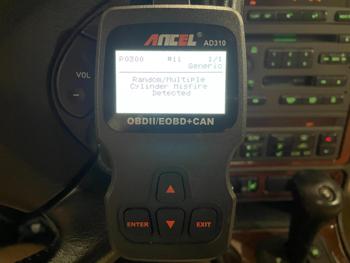 ANCEL AD310
P0300 #11 1/1
Generic
Random/Multiple
Cylinder Misfire
Detected
OBDII/EOBD+CAN
VOL
ENTER EXIT